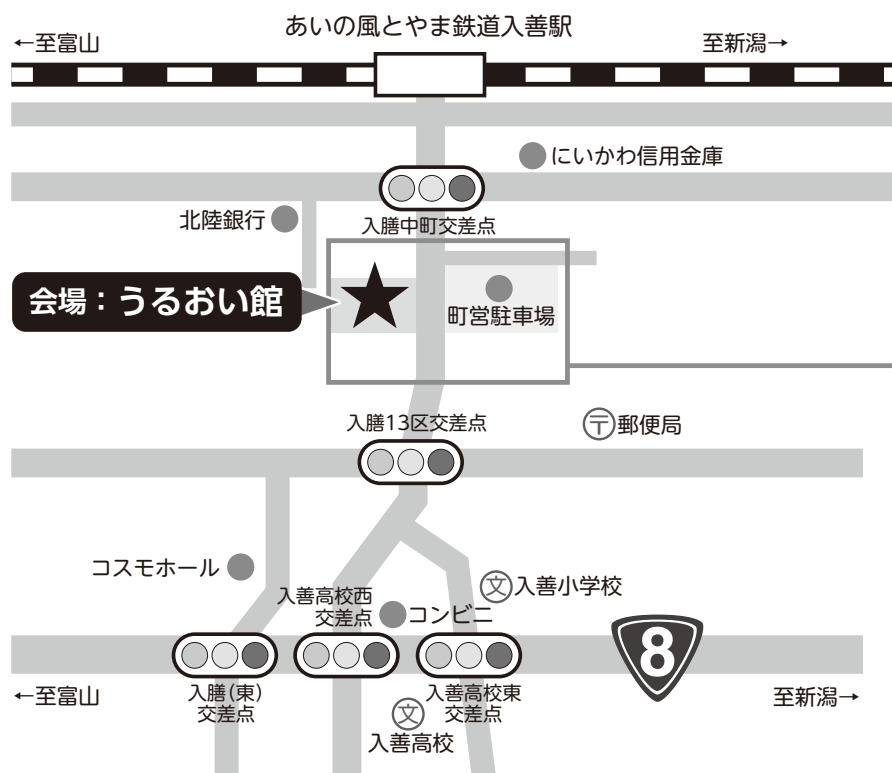 あいの風とやま鉄道入善駅
←至富山
至新潟→
にいかわ信用金庫
北陸銀行
入膳中町交差点
会場：うるおい館
町営駐車場
入膳13区交差点
〒郵便局
コスモホール
文入善小学校
入善高校西
交差点
コンビニ
8
←至富山
入膳（東）
交差点
文
入善高校
入善高校東
交差点
至新潟→